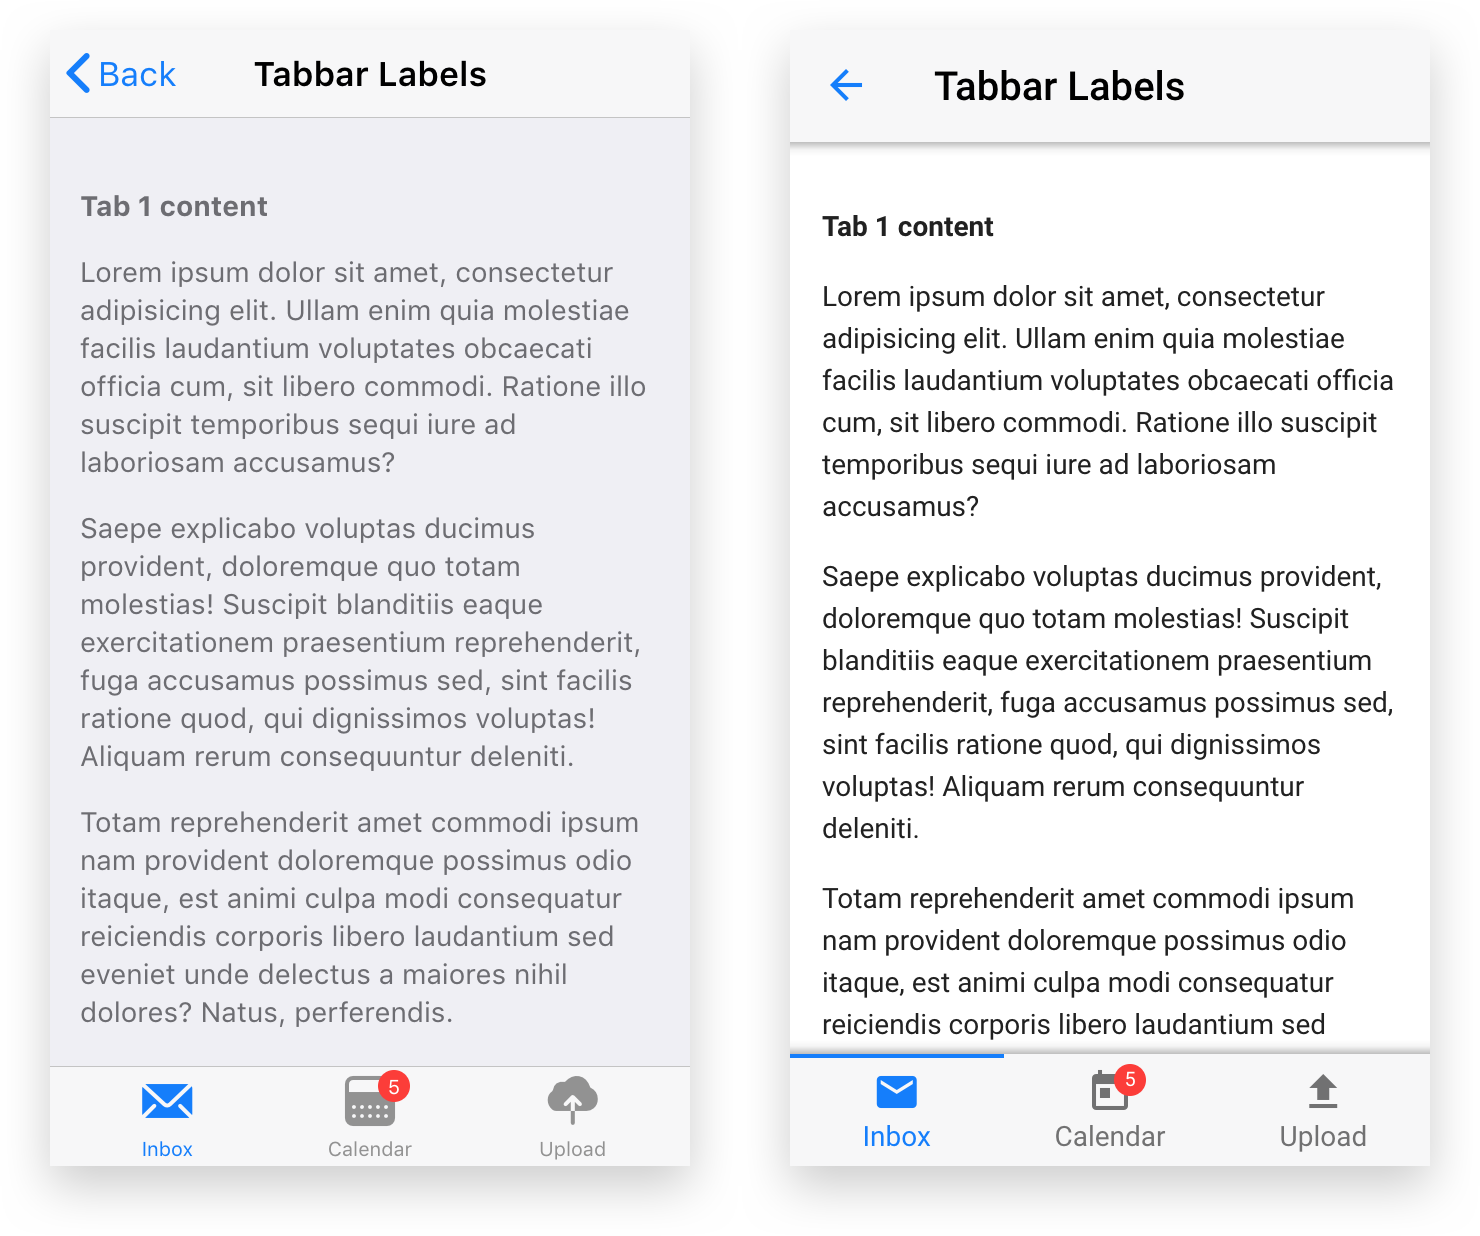 Back
Tabbar Labels
Tab 1 content
Lorem ipsum dolor sit amet, consectetur
adipisicing elit. Ullam enim quia molestiae
facilis laudantium voluptates obcaecati
officia cum, sit libero commodi. Ratione illo
suscipit temporibus sequi iure ad
laboriosam accusamus?
Saepe explicabo voluptas ducimus
provident, doloremque quo totam
molestias! Suscipit blanditiis eaque
exercitationem praesentium reprehenderit,
fuga accusamus possimus sed, sint facilis
ratione quod, qui dignissimos voluptas!
Aliquam rerum consequuntur deleniti.
Totam reprehenderit amet commodi ipsum
nam provident doloremque possimus odio
itaque, est animi culpa modi consequatur
reiciendis corporis libero laudantium sed
eveniet unde delectus a maiores nihil
dolores? Natus, perferendis.
5
Inbox
Calendar
Upload
Tabbar Labels
Tab 1 content
Lorem ipsum dolor sit amet, consectetur
adipisicing elit. Ullam enim quia molestiae
facilis laudantium voluptates obcaecati officia
cum, sit libero commodi. Ratione illo suscipit
temporibus sequi iure ad laboriosam
accusamus?
Saepe explicabo voluptas ducimus provident,
doloremque quo totam molestias! Suscipit
blanditiis eaque exercitationem praesentium
reprehenderit, fuga accusamus possimus sed,
sint facilis ratione quod, qui dignissimos
voluptas! Aliquam rerum consequuntur
deleniti.
Totam reprehenderit amet commodi ipsum
nam provident doloremque possimus odio
itaque, est animi culpa modi consequatur
reiciendis corporis libero laudantium sed
5
Inbox
Calendar
Upload